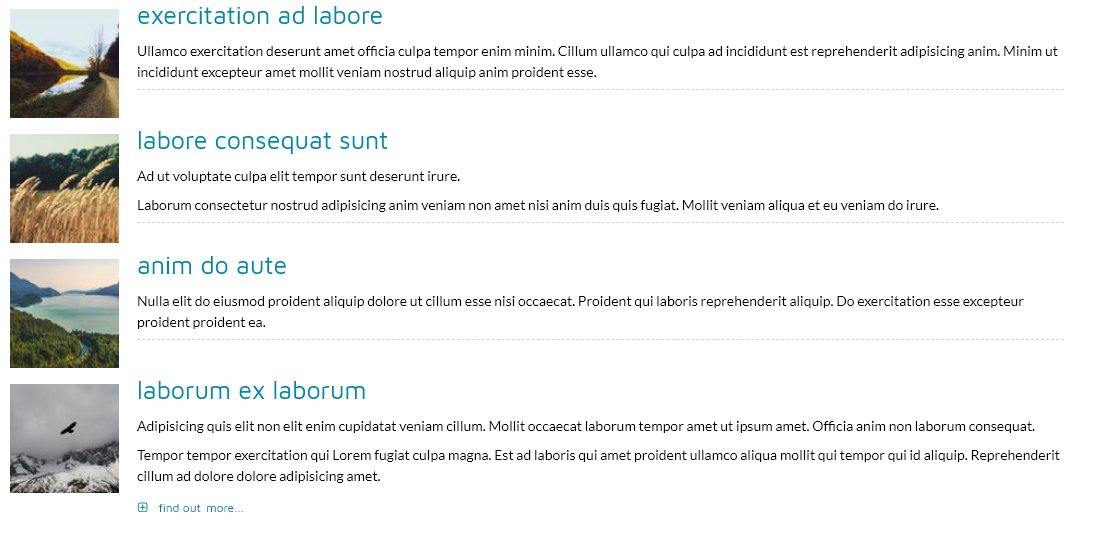 exercitation ad labore
Ullamco exercitation deserunt amet officia culpa tempor enim minim. Cillum ullamco qui culpa ad incididunt est reprehenderit adipisicing anim. Minim ut
incididunt excepteur amet mollit veniam nostrud aliquip anim proident esse.
labore consequat sunt
Ad ut voluptate culpa elit tempor sunt deserunt irure.
Laborum consectetur nostrud adipisicing anim veniam non amet nisi anim duis quis fugiat. Mollit veniam aliqua et eu veniam do irure.
anim do aute
Nulla elit do eiusmod proident aliquip dolore ut cillum esse nisi occaecat. Proident qui laboris reprehenderit aliquip. Do exercitation esse excepteur
proident proident ea.
laborum ex laborum
Adipisicing quis elit non elit enim cupidatat veniam cillum. Mollit occaecat laborum tempor amet ut ipsum amet. Officia anim non laborum consequat.
Tempor tempor exercitation qui Lorem fugiat culpa magna. Est ad laboris qui amet proident ullamco aliqua mollit qui tempor qui id aliquip. Reprehenderit
cillum ad dolore dolore adipisicing amet.
find out more...